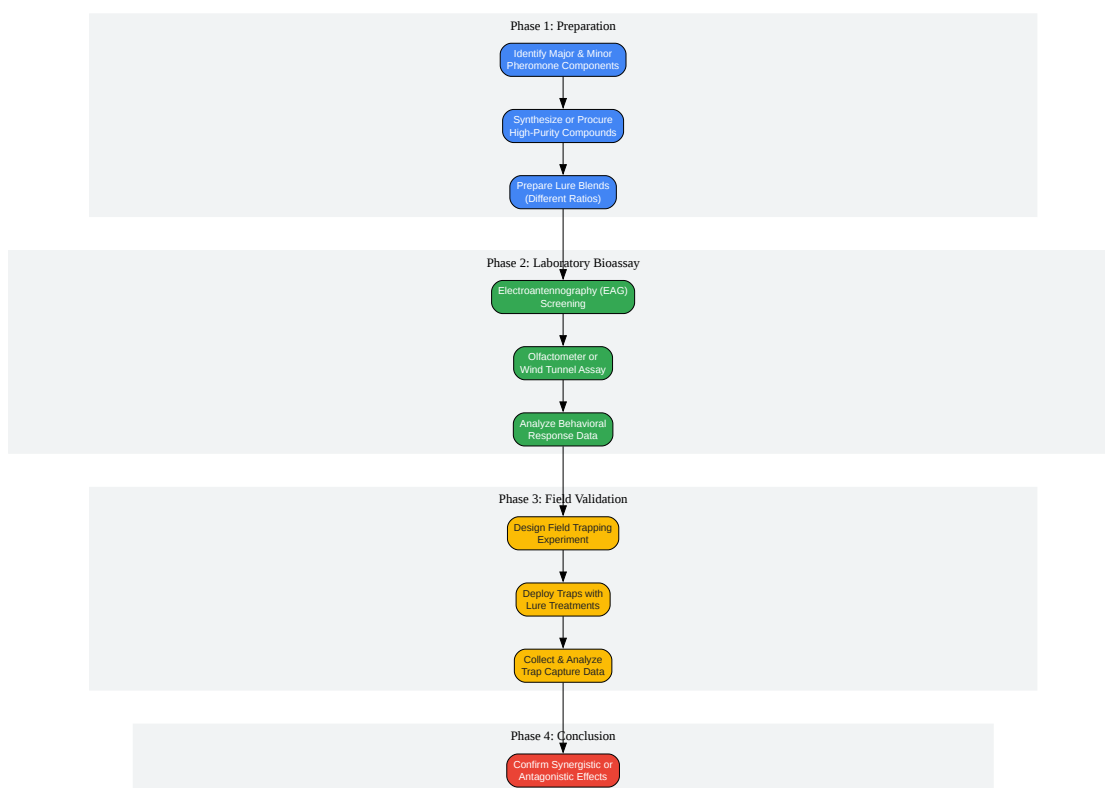 Phase 1: Preparation
Identify Major & Minor
Pheromone Components
Synthesize or Procure
High-Purity Compounds
Prepare Lure Blends
(Different Ratios)
Phase 2: Laboratory Bioassay
Electroantennography (EAG)
Screening
Olfactometer or
Wind Tunnel Assay
Analyze Behavioral
Response Data
Phase 3: Field Validation
Design Field Trapping
Experiment
Deploy Traps with
Lure Treatments
Collect & Analyze
Trap Capture Data
Phase 4: Conclusion
Confirm Synergistic or
Antagonistic Effects